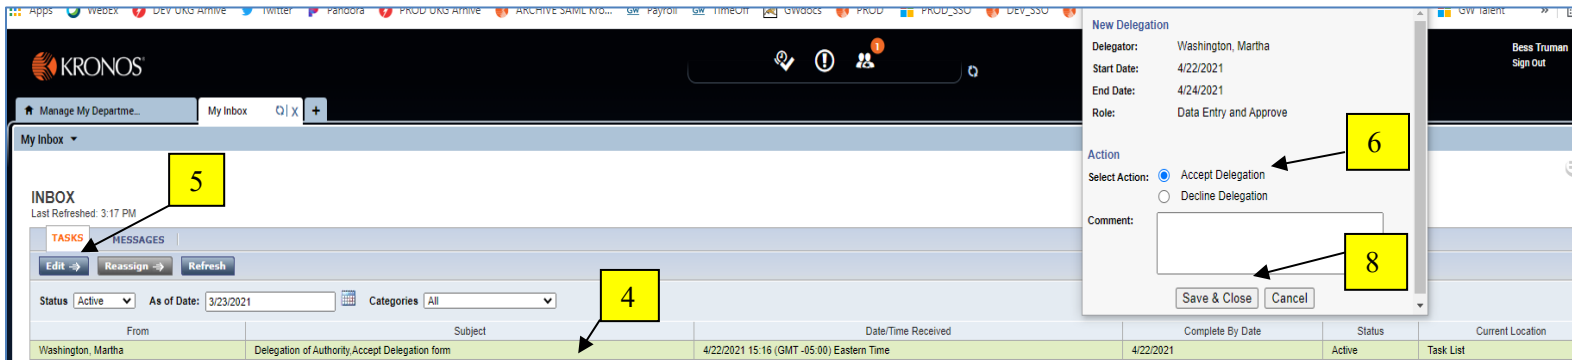 Apps WebEx DEV UKG Arrive Twitter Pandora PROD UKG Arrive ARCHIVE SAML Kro... GW Payroll GW TimeOff GWdocs PROD PROD_SSO DEV_SSO GW Talent »
KRONOS
1
Bess Truman
Sign Out
Manage My Departme...
My Inbox X +
My Inbox
5
INBOX
Last Refreshed: 3:17 PM
TASKS MESSAGES
Edit Reassign Refresh
Status Active As of Date: 3/23/2021 Categories All
4
From Subject Date/Time Received Complete By Date Status Current Location
Washington, Martha Delegation of Authority,Accept Delegation form 4/22/2021 15:16 (GMT -05:00) Eastern Time 4/22/2021 Active Task List
New Delegation
Delegator: Washington, Martha
Start Date: 4/22/2021
End Date: 4/24/2021
Role: Data Entry and Approve
6
Action
Select Action: Accept Delegation
Decline Delegation
Comment:
8
Save & Close Cancel